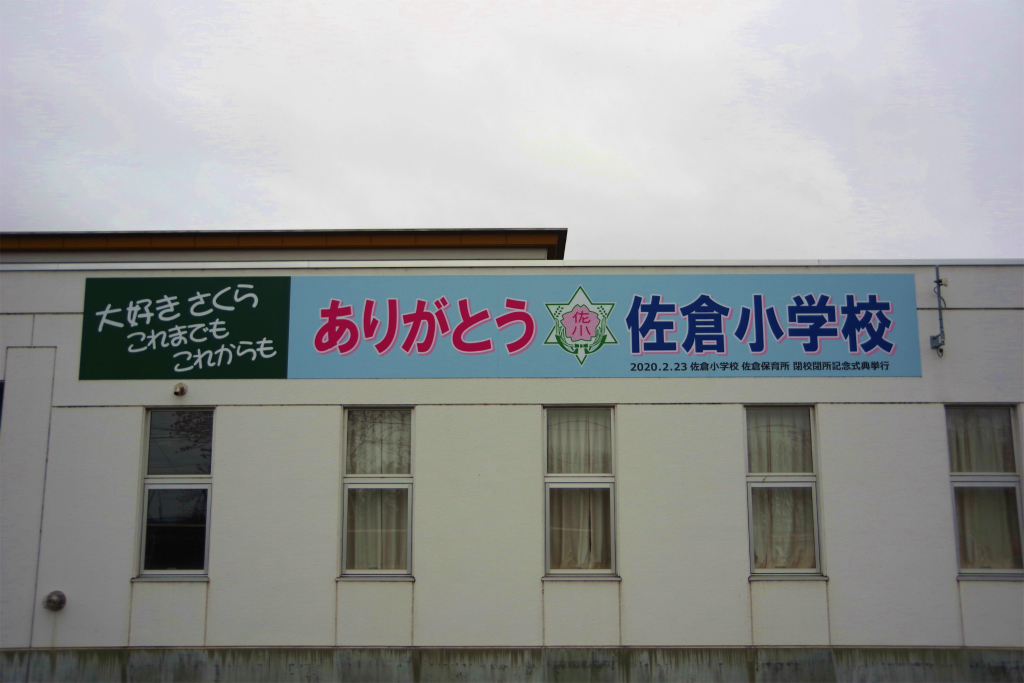 大好き さくら
これまでも
これからも
ありがとう
佐小
佐倉小学校
2020.2.23 佐倉小学校 佐倉保育所 閉校閉所記念式典挙行